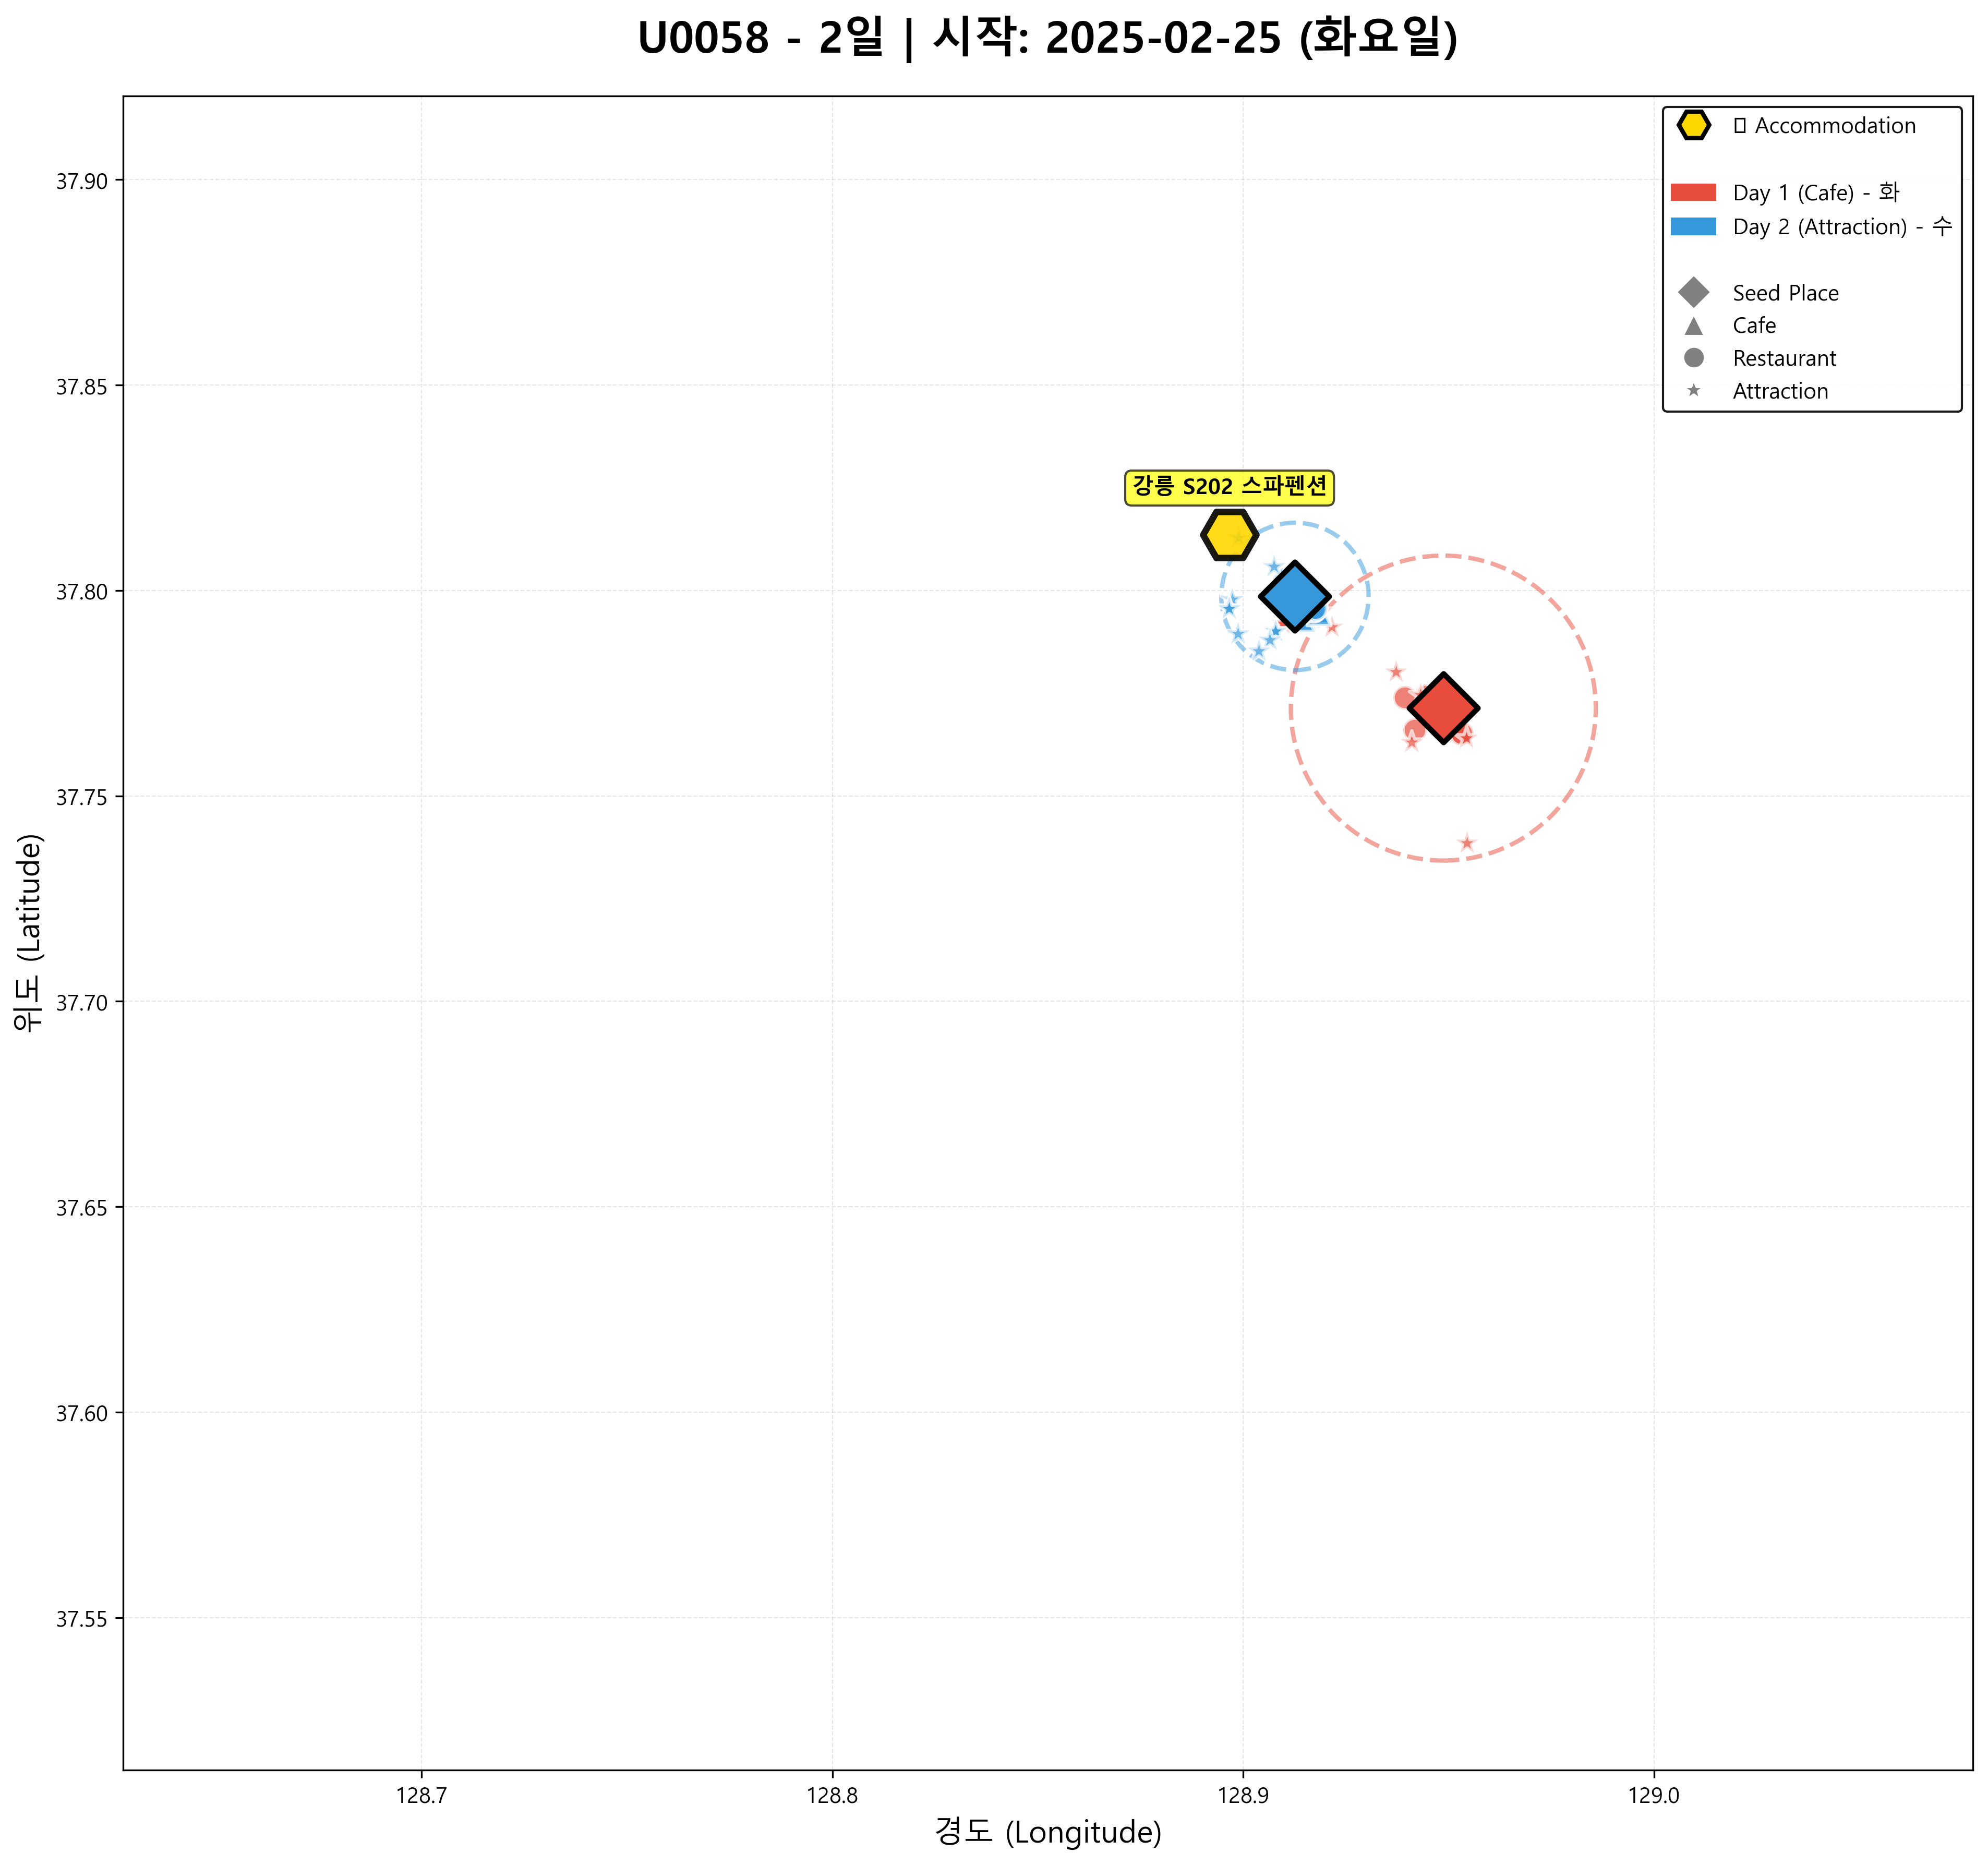 U0058 - 2일 | 시작: 2025-02-25 (화요일)
Accommodation
Day 1 (Cafe) - 화
Day 2 (Attraction) - 수
Seed Place
Cafe
Restaurant
Attraction
강릉 S202 스파펜션
위도 (Latitude)
37.90
37.85
37.80
37.75
37.70
37.65
37.60
37.55
128.7
128.8
128.9
129.0
경도 (Longitude)